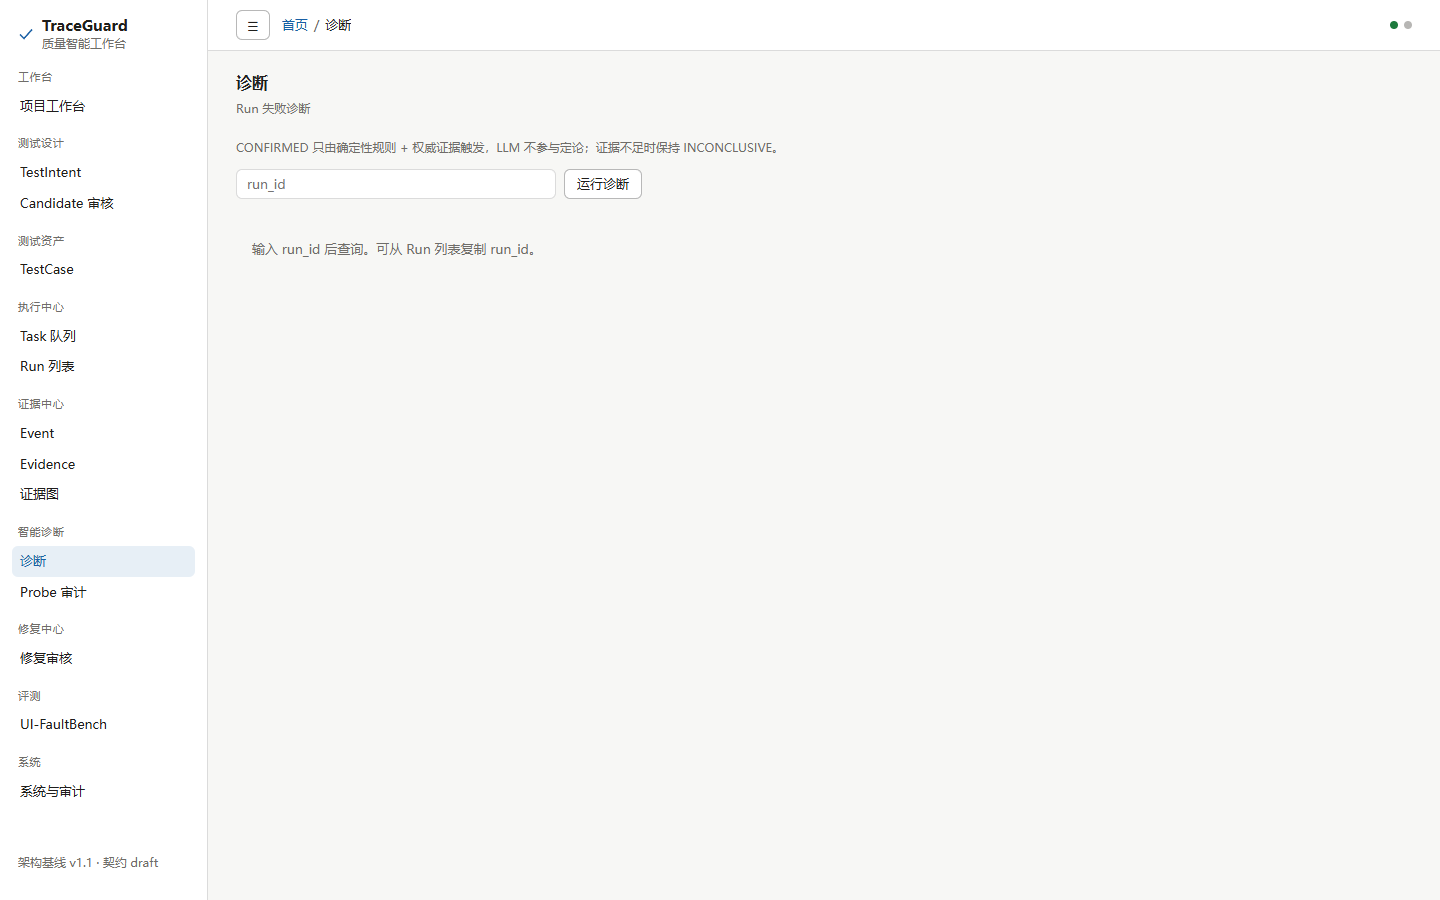 TraceGuard
质量智能工作台
工作台
项目工作台
测试设计
TestIntent
Candidate 审核
测试资产
TestCase
执行中心
Task 队列
Run 列表
证据中心
Event
Evidence
证据图
智能诊断
诊断
Probe 审计
修复中心
修复审核
评测
UI-FaultBench
系统
系统与审计
架构基线 v1.1 · 契约 draft
☰ 首页 / 诊断
诊断
Run 失败诊断
CONFIRMED 只由确定性规则 + 权威证据触发，LLM 不参与定论；证据不足时保持 INCONCLUSIVE。
run_id 运行诊断
输入 run_id 后查询。可从 Run 列表复制 run_id。